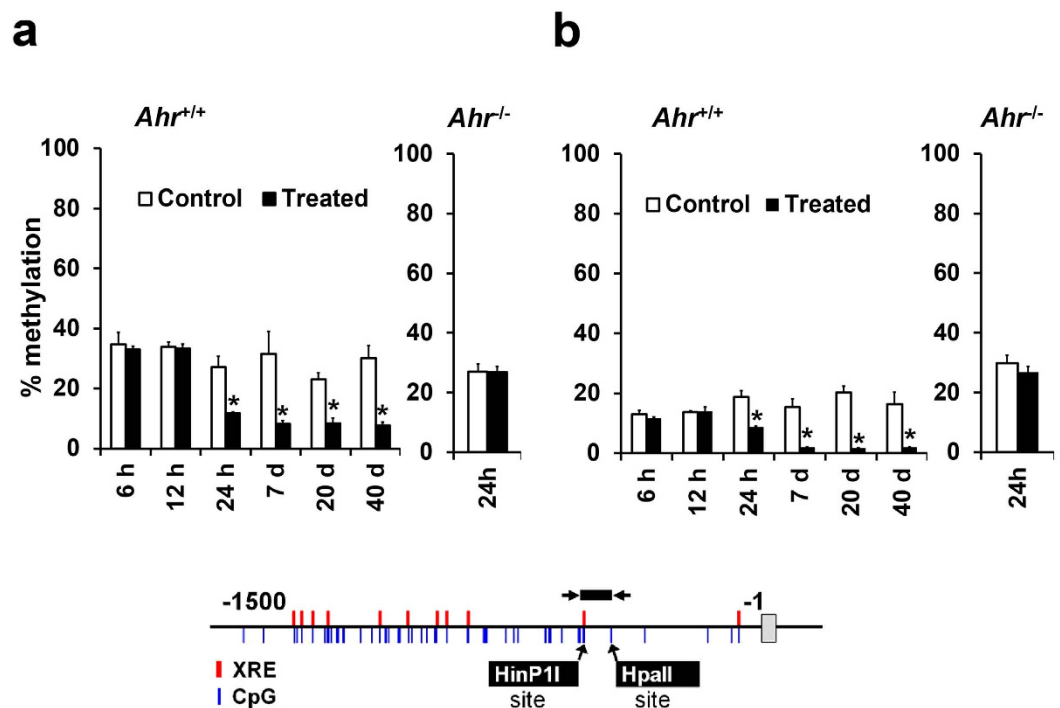 a
b
Ahr+/+
Ahr-/-
Ahr+/+
Ahr-/-
% methylation
100
80
60
40
20
0
Control
Treated
6 h
12 h
24 h
7 d
20 d
40 d
*
*
*
*
100
80
60
40
20
0
24h
100
80
60
40
20
0
Control
Treated
6 h
12 h
24 h
7 d
20 d
40 d
*
*
*
*
100
80
60
40
20
0
24h
-1500
-1
XRE
CpG
HinP1I
site
HpaII
site